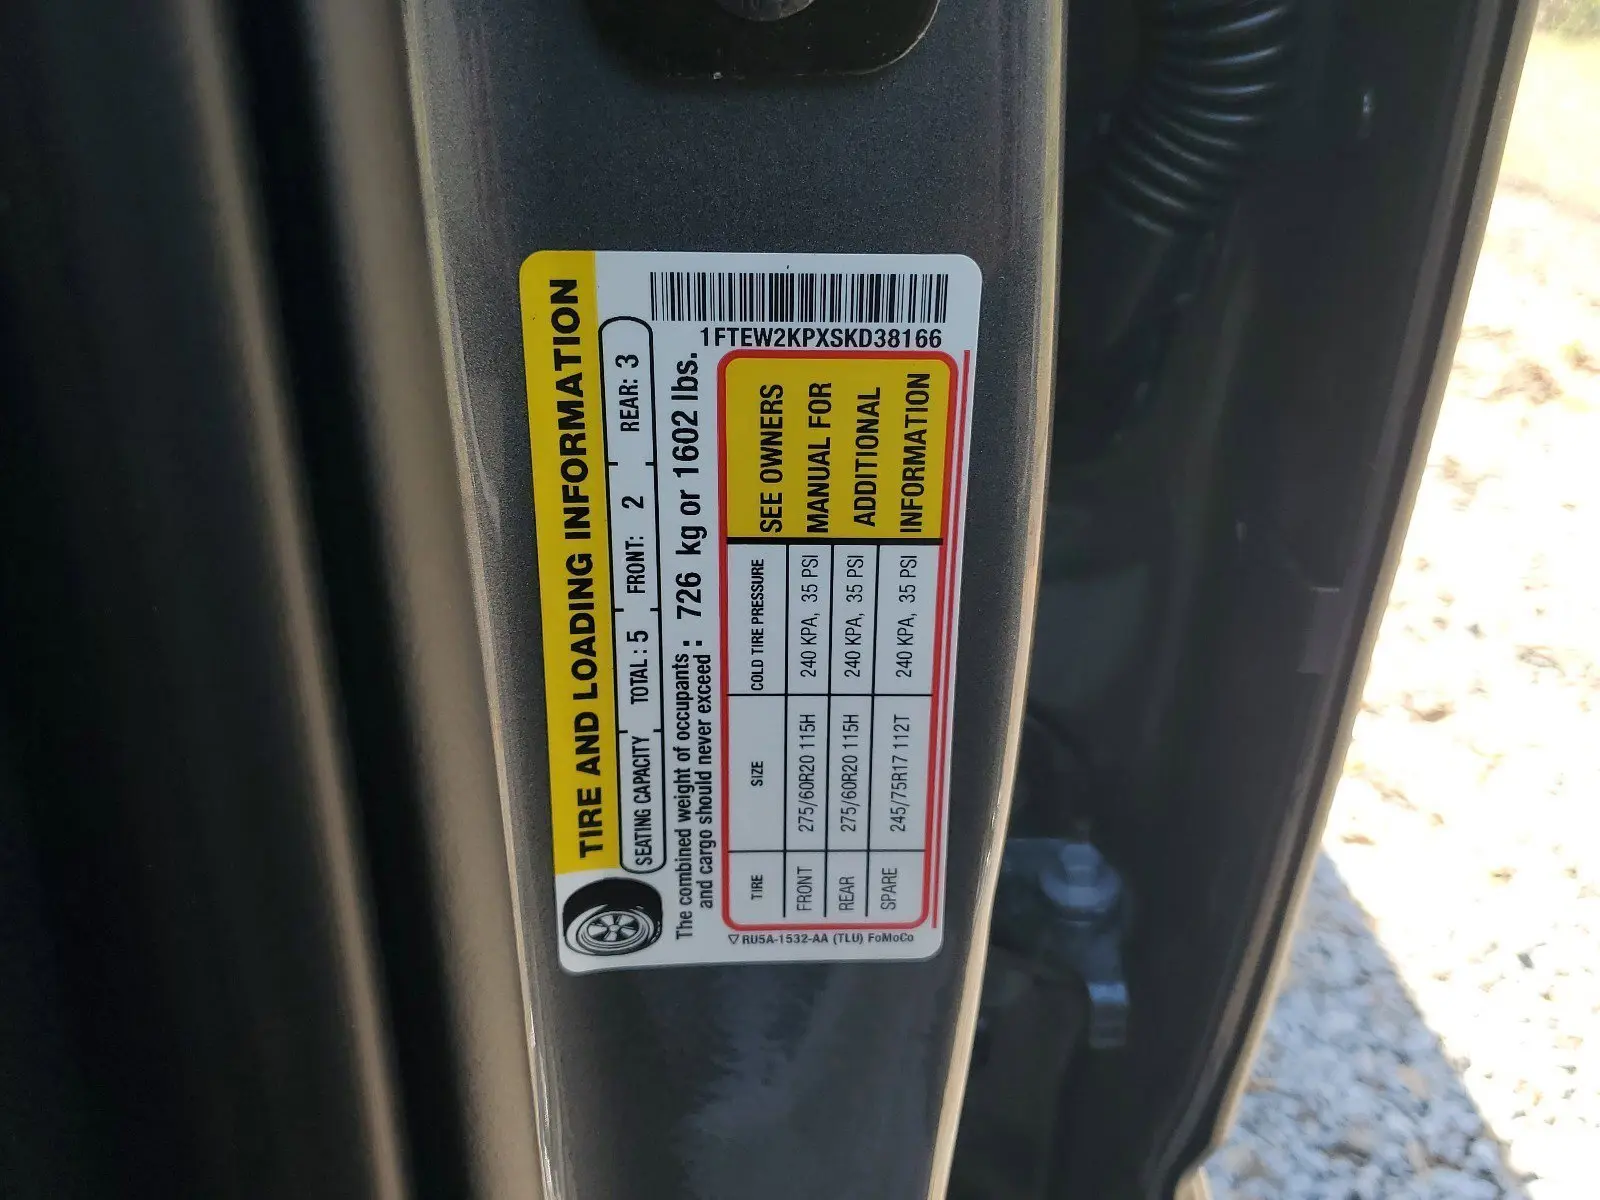 TIRE AND LOADING INFORMATION
SEATING CAPACITY TOTAL : 5 FRONT: 2 REAR: 3
The combined weight of occupants
and cargo should never exceed : 726 kg or 1602 lbs.
TIRE SIZE COLD TIRE PRESSURE
FRONT 275/60R20 115H 240 KPA, 35 PSI
REAR 275/60R20 115H 240 KPA, 35 PSI
SPARE 245/75R17 112T 240 KPA, 35 PSI
SEE OWNERS
MANUAL FOR
ADDITIONAL
INFORMATION
RU5A-1532-AA (TLU) FoMoCo
1FTEW2KPXSKD38166